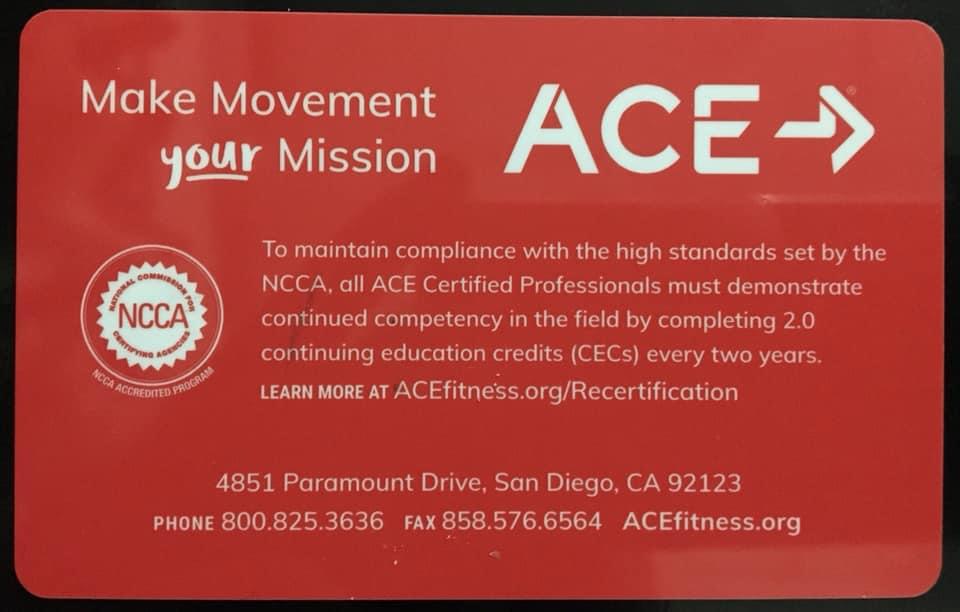 Make Movement
your Mission
ACE
®
NATIONAL COMMISSION FOR
NCCA
CERTIFYING AGENCIES
NCCA ACCREDITED PROGRAM
To maintain compliance with the high standards set by the
NCCA, all ACE Certified Professionals must demonstrate
continued competency in the field by completing 2.0
continuing education credits (CECs) every two years.
LEARN MORE AT ACEfitness.org/Recertification
4851 Paramount Drive, San Diego, CA 92123
PHONE 800.825.3636 FAX 858.576.6564 ACEfitness.org